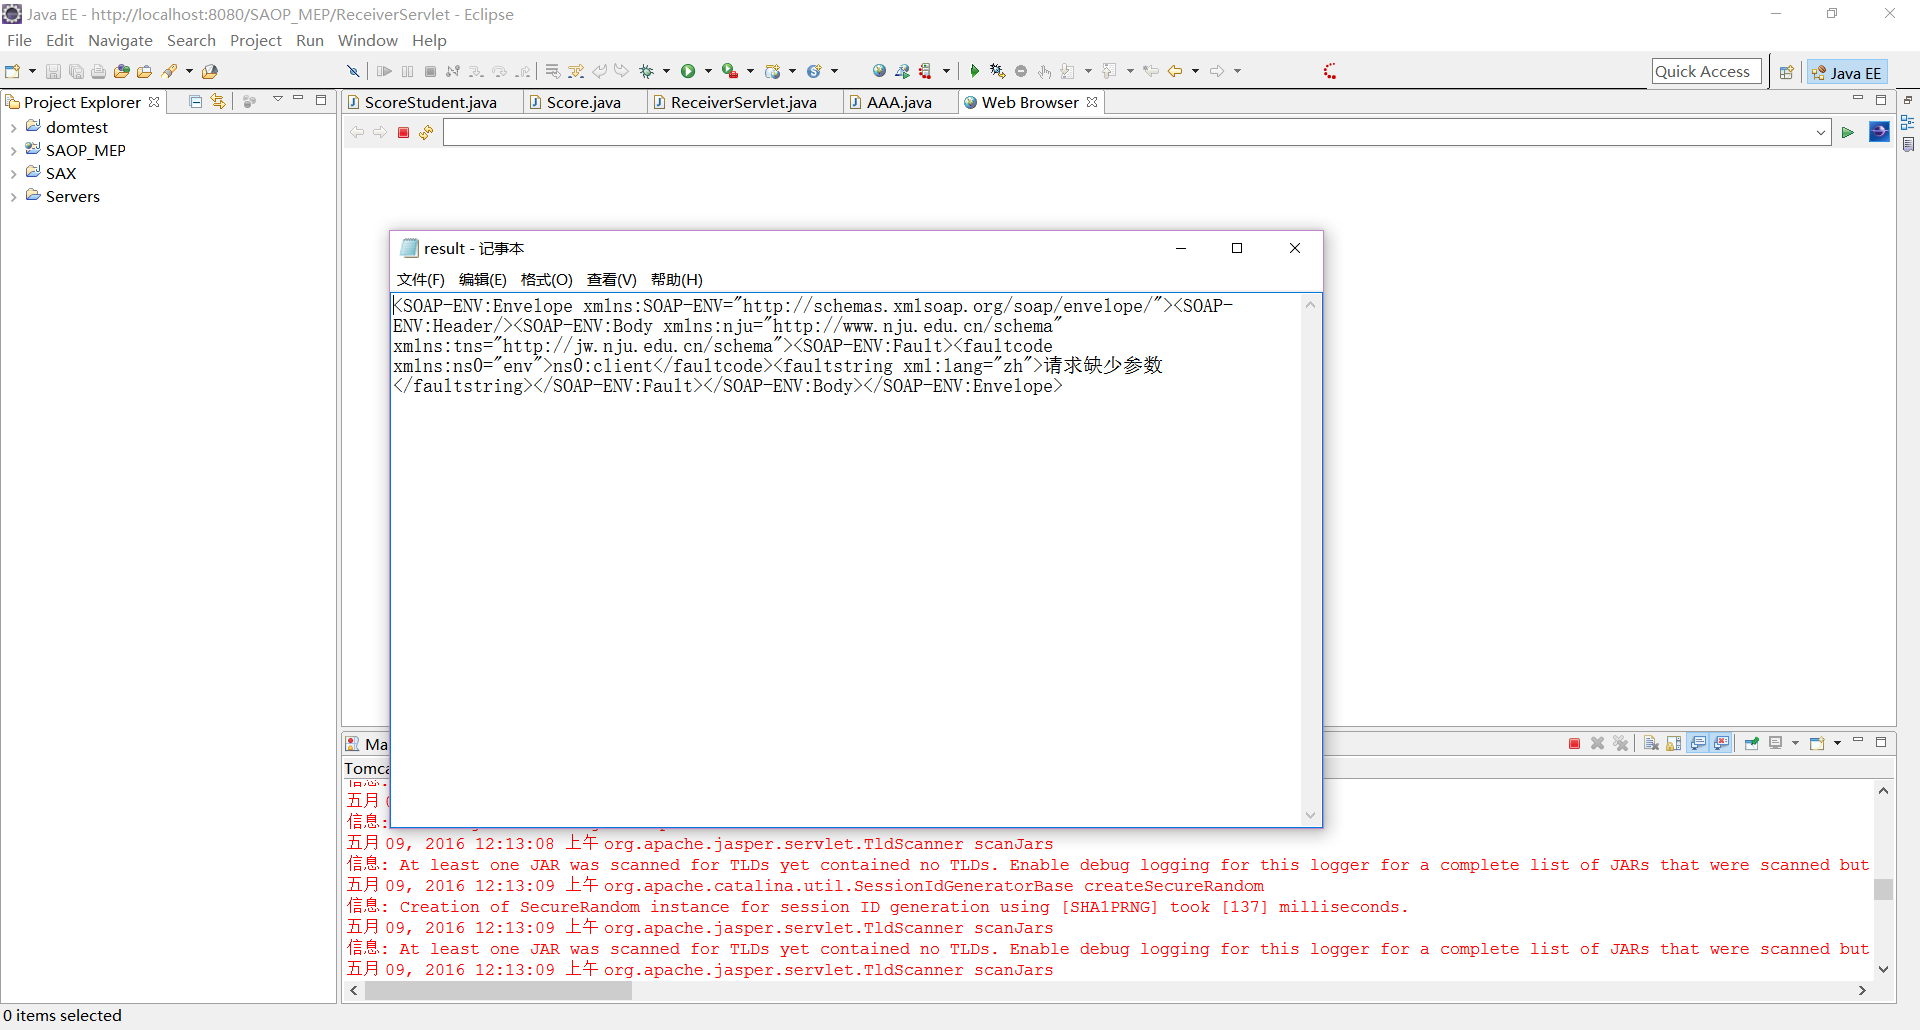 Java EE - http://localhost:8080/SAOP_MEP/ReceiverServlet - Eclipse
File Edit Navigate Search Project Run Window Help
Quick Access
Java EE
Project Explorer
ScoreStudent.java
Score.java
ReceiverServlet.java
AAA.java
Web Browser
domtest
SAOP_MEP
SAX
Servers
result - 记事本
文件(F) 编辑(E) 格式(O) 查看(V) 帮助(H)
<SOAP-ENV:Envelope xmlns:SOAP-ENV="http://schemas.xmlsoap.org/soap/envelope/"><SOAP-
ENV:Header/><SOAP-ENV:Body xmlns:nju="http://www.nju.edu.cn/schema"
xmlns:tns="http://jw.nju.edu.cn/schema"><SOAP-ENV:Fault><faultcode
xmlns:ns0="env">ns0:client</faultcode><faultstring xml:lang="zh">请求缺少参数
</faultstring></SOAP-ENV:Fault></SOAP-ENV:Body></SOAP-ENV:Envelope>
Ma
Tomca
信息:
五月
信息:
五月 09, 2016 12:13:08 上午 org.apache.jasper.servlet.TldScanner scanJars
信息: At least one JAR was scanned for TLDs yet contained no TLDs. Enable debug logging for this logger for a complete list of JARs that were scanned but
五月 09, 2016 12:13:09 上午 org.apache.catalina.util.SessionIdGeneratorBase createSecureRandom
信息: Creation of SecureRandom instance for session ID generation using [SHA1PRNG] took [137] milliseconds.
五月 09, 2016 12:13:09 上午 org.apache.jasper.servlet.TldScanner scanJars
信息: At least one JAR was scanned for TLDs yet contained no TLDs. Enable debug logging for this logger for a complete list of JARs that were scanned but
五月 09, 2016 12:13:09 上午 org.apache.jasper.servlet.TldScanner scanJars
0 items selected